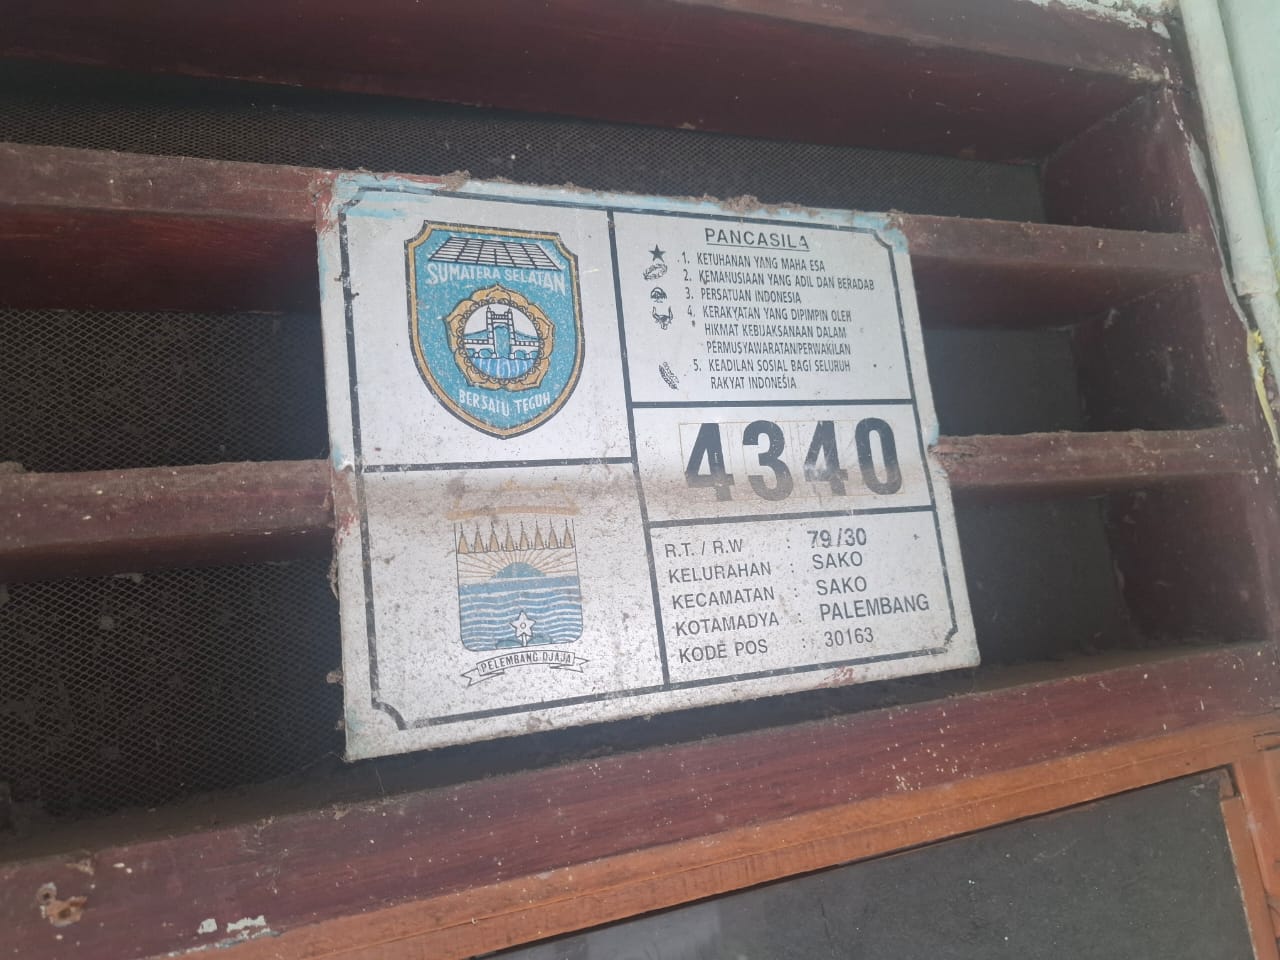 SUMATERA SELATAN
BERSATU TEGUH
PELEMBANG DJAJA
PANCASILA
1. KETUHANAN YANG MAHA ESA
2. KEMANUSIAAN YANG ADIL DAN BERADAB
3. PERSATUAN INDONESIA
4. KERAKYATAN YANG DIPIMPIN OLEH
HIKMAT KEBIJAKSANAAN DALAM
PERMUSYAWARATAN/PERWAKILAN
5. KEADILAN SOSIAL BAGI SELURUH
RAKYAT INDONESIA
4340
R.T. / R.W : 79/30
KELURAHAN : SAKO
KECAMATAN : SAKO
KOTAMADYA : PALEMBANG
KODE POS : 30163